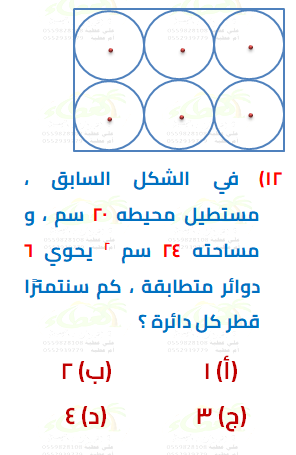 ١٢) في الشكل السابق ،
مستطيل محيطه ٢٠ سم ، و
مساحته ٢٤ سم ٢ يحوي ٦
دوائر متطابقة ، كم سنتمترًا
قطر كل دائرة ؟
(أ) ١ (ب) ٢
(ج) ٣ (د) ٤